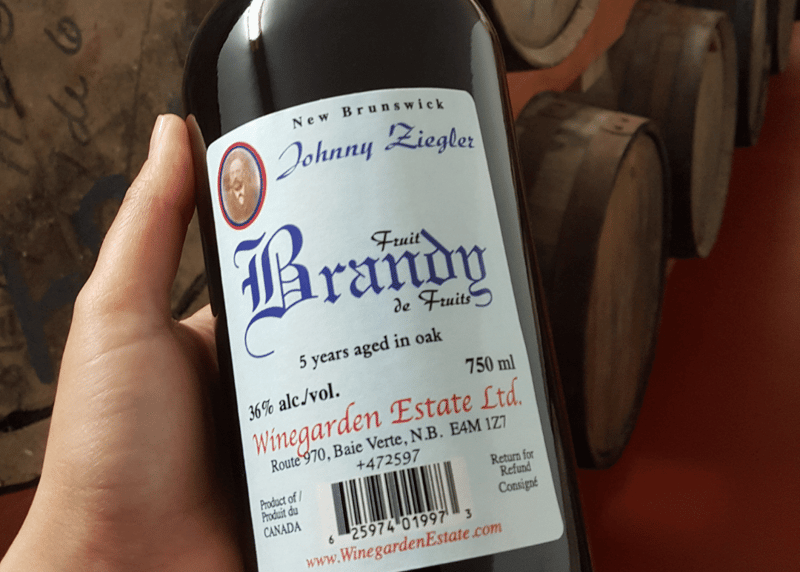 New Brunswick
Johnny Ziegler
Fruit
Brandy
de Fruits
5 years aged in oak
36% alc./vol.
750 ml
Winegarden Estate Ltd.
Route 970, Baie Verte, N.B. E4M 1Z7
+472597
Product of /
Produit du
CANADA
Return for
Refund
Consigné
6 25974 01997 3
www.WinegardenEstate.com